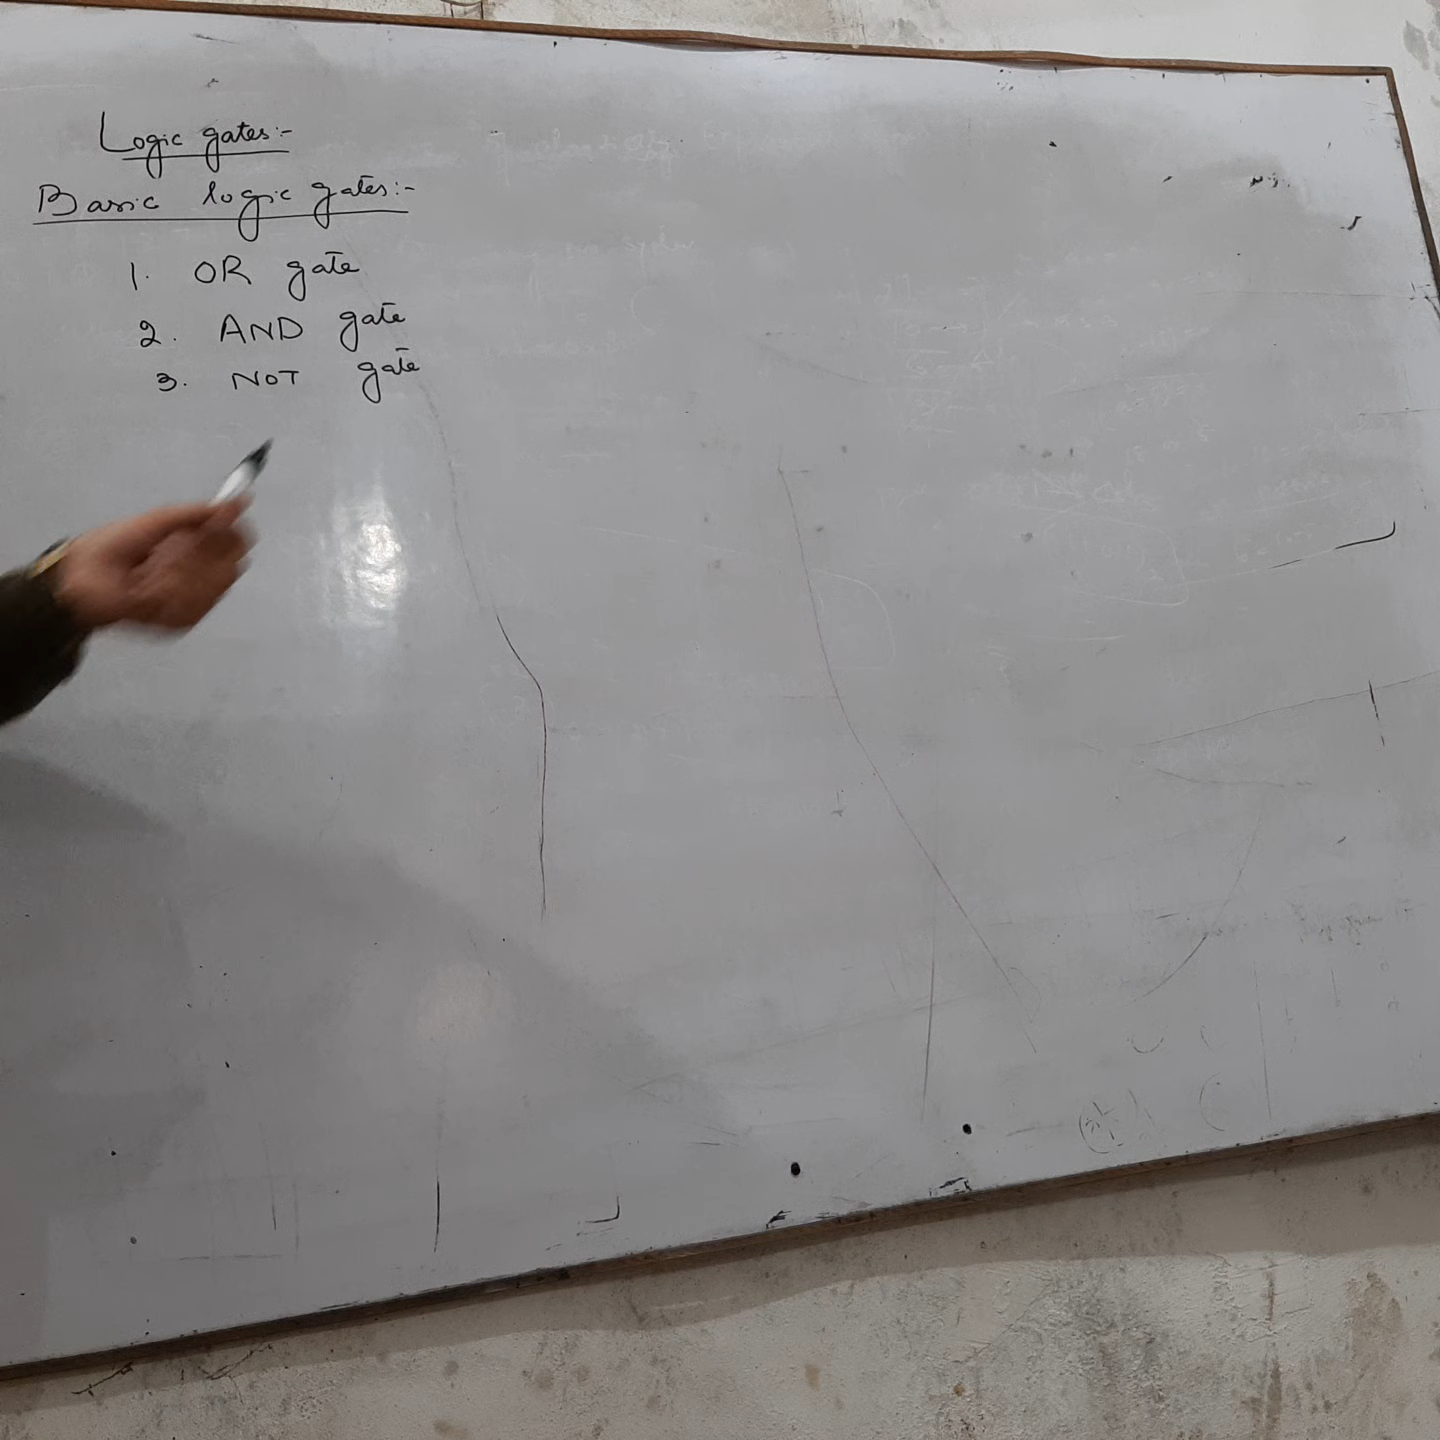 Logic gates:-
Basic logic gates:-
1. OR gate
2. AND gate
3. NOT gate